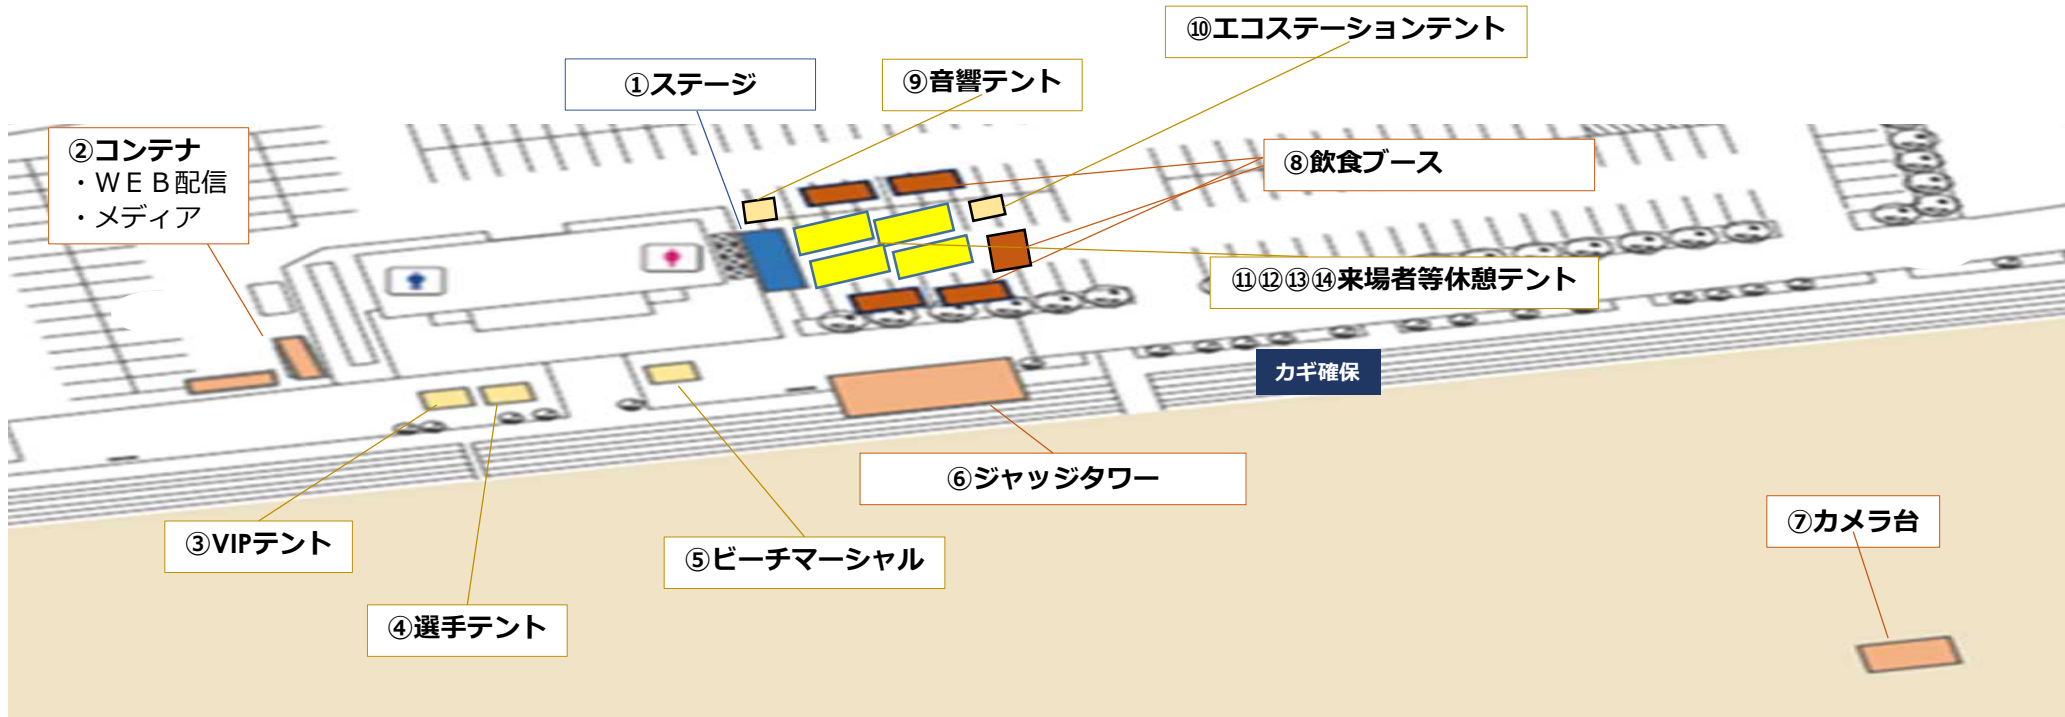 ⑩エコステーションテント
①ステージ
⑨音響テント
②コンテナ
・ＷＥＢ配信
・メディア
⑧飲食ブース
⑪⑫⑬⑭来場者等休憩テント
カギ確保
⑥ジャッジタワー
③VIPテント
⑤ビーチマーシャル
⑦カメラ台
④選手テント